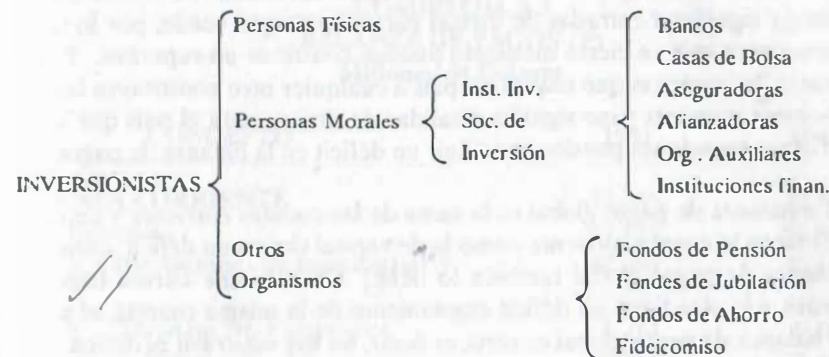 Personas Físicas
Personas Morales
Inst. Inv.
Soc. de
Inversión
Bancos
Casas de Bolsa
Aseguradoras
Afianzadoras
Org. Auxiliares
Instituciones finan.
INVERSIONISTAS
Otros
Organismos
Fondos de Pensión
Fondes de Jubilación
Fondos de Ahorro
Fideicomiso